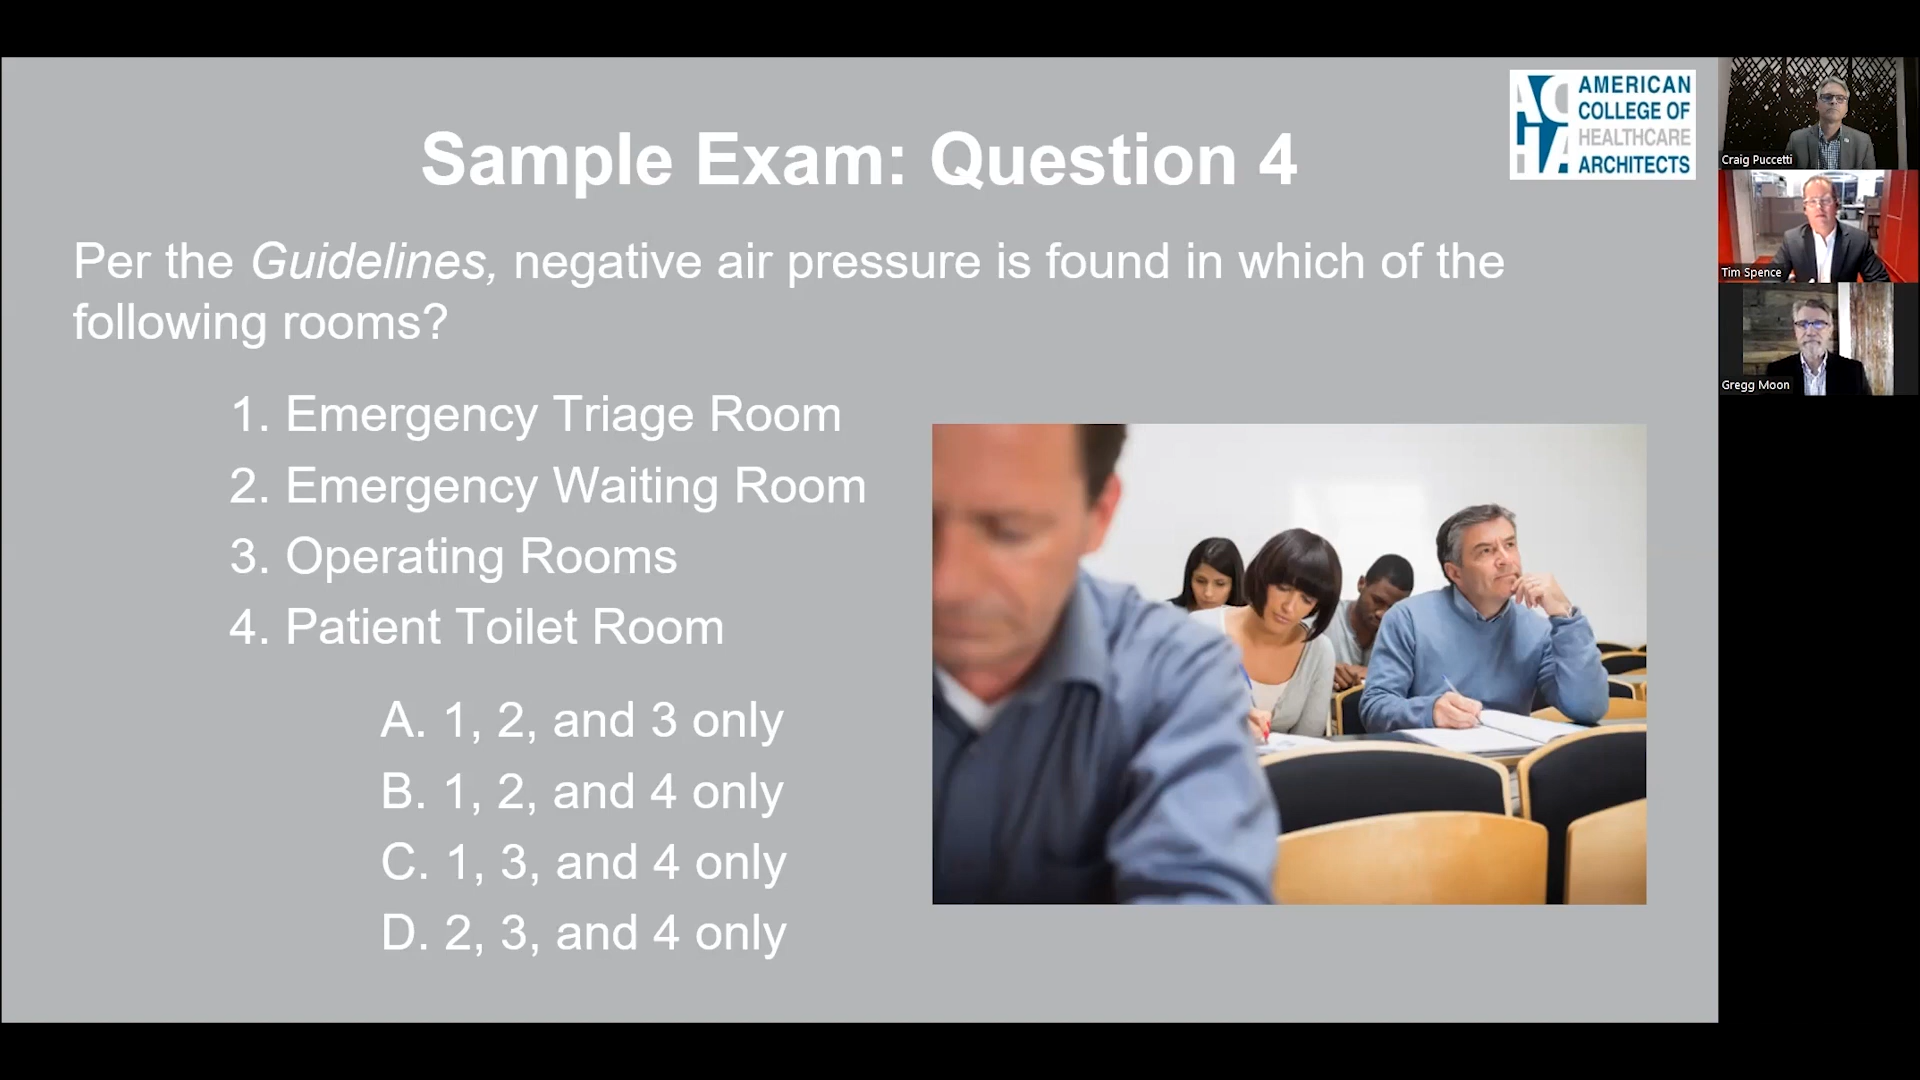 AMERICAN
COLLEGE OF
HEALTHCARE
ARCHITECTS
ACHA
Sample Exam: Question 4
Per the Guidelines, negative air pressure is found in which of the
following rooms?
1. Emergency Triage Room
2. Emergency Waiting Room
3. Operating Rooms
4. Patient Toilet Room
A. 1, 2, and 3 only
B. 1, 2, and 4 only
C. 1, 3, and 4 only
D. 2, 3, and 4 only
Craig Puccetti
Tim Spence
Gregg Moon